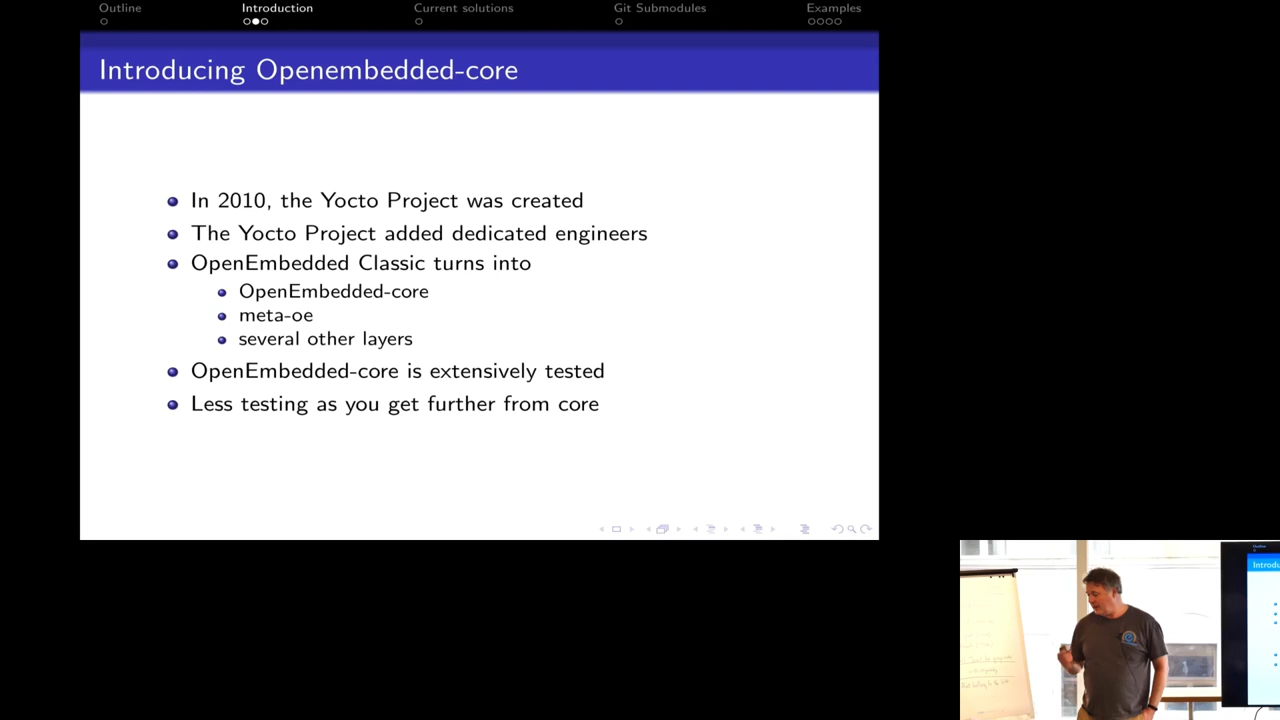 Outline
Introduction
Current solutions
Git Submodules
Examples
Introducing Openembedded-core
In 2010, the Yocto Project was created
The Yocto Project added dedicated engineers
OpenEmbedded Classic turns into
OpenEmbedded-core
meta-oe
several other layers
OpenEmbedded-core is extensively tested
Less testing as you get further from core
Outline
Introdu